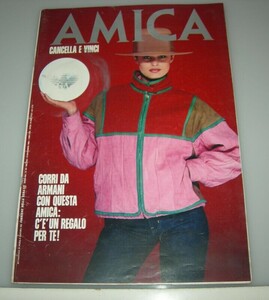 AMICA
CANCELLA E VINCI
CORRI DA
ARMANI
CON QUESTA
AMICA:
C'E' UN REGALO
PER TE!